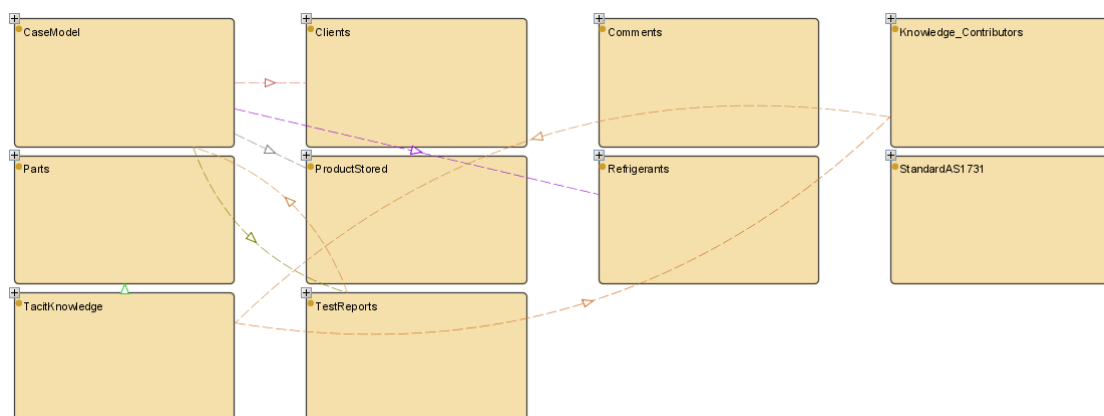 CaseModel
Clients
Comments
Knowledge_Contributors
Parts
ProductStored
Refrigerants
StandardAS1731
TacitKnowledge
TestReports